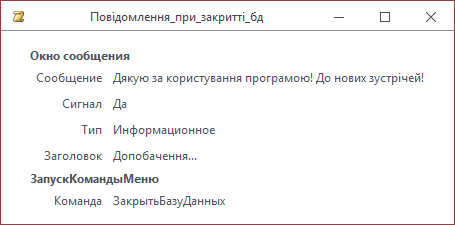 Повідомлення_при_закритті_бд
Окно сообщения
Сообщение Дякую за користування програмою! До нових зустрічей!
Сигнал Да
Тип Информационное
Заголовок Допобачення...
ЗапускКомандыМеню
Команда ЗакрытьБазуДанных